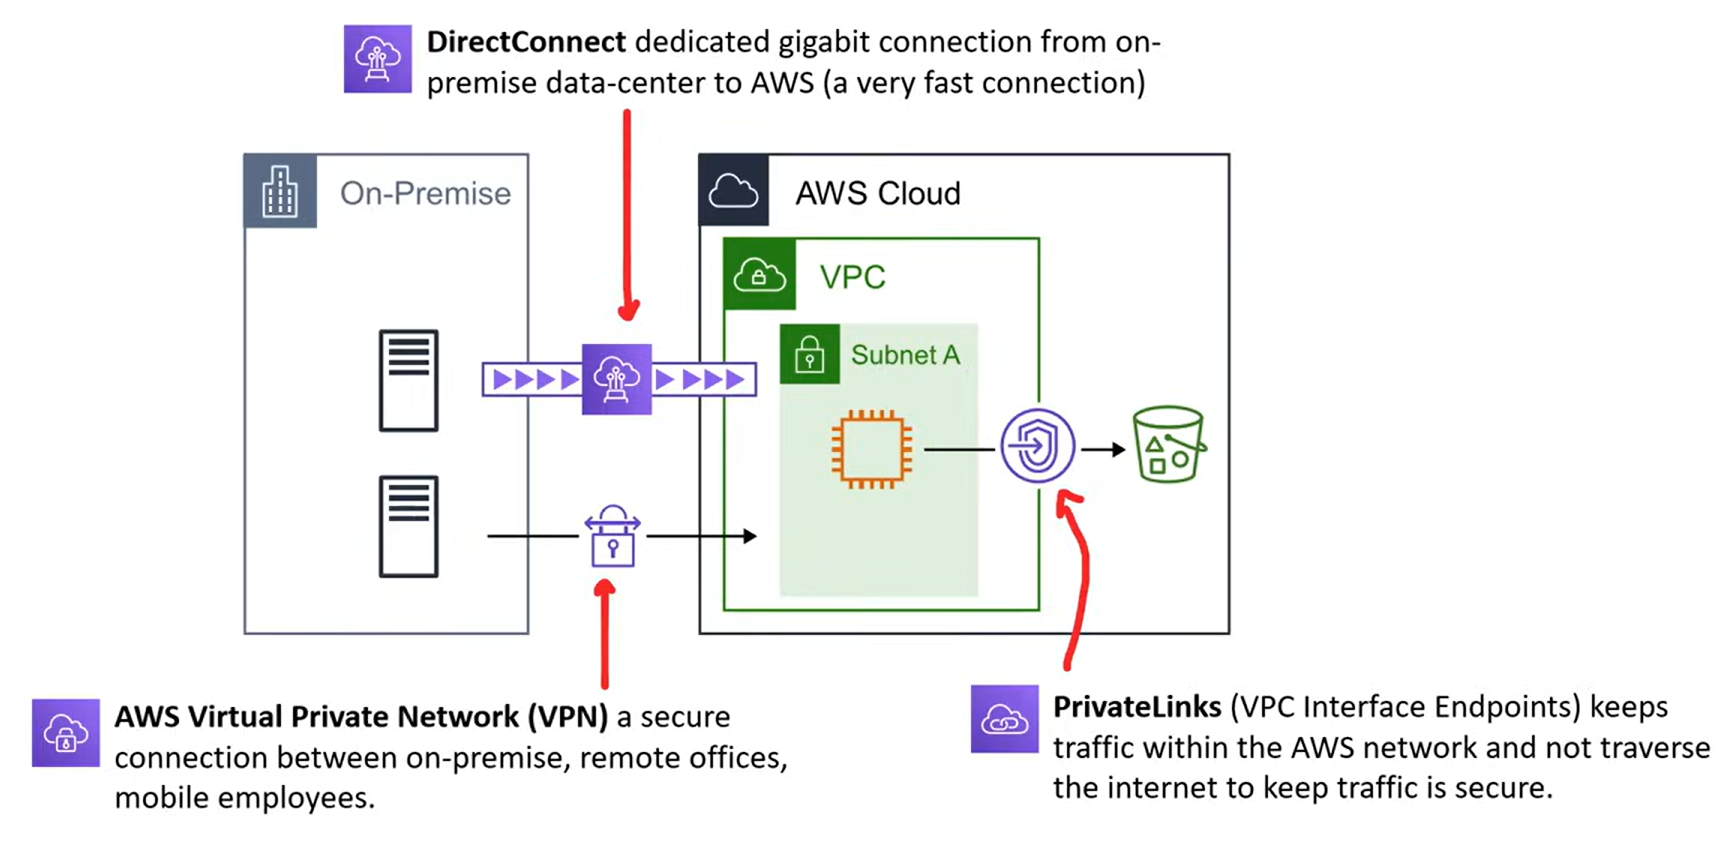 DirectConnect dedicated gigabit connection from on-
premise data-center to AWS (a very fast connection)
On-Premise
AWS Cloud
VPC
Subnet A
AWS Virtual Private Network (VPN) a secure
connection between on-premise, remote offices,
mobile employees.
PrivateLinks (VPC Interface Endpoints) keeps
traffic within the AWS network and not traverse
the internet to keep traffic is secure.